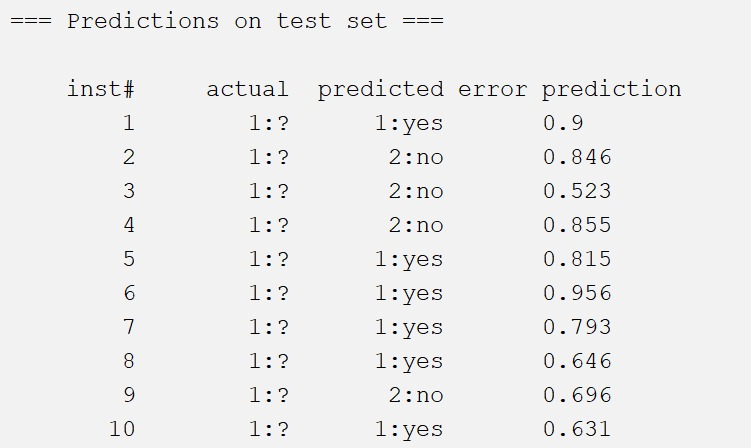 === Predictions on test set ===
inst# actual predicted error prediction
1 1:? 1:yes 0.9
2 1:? 2:no 0.846
3 1:? 2:no 0.523
4 1:? 2:no 0.855
5 1:? 1:yes 0.815
6 1:? 1:yes 0.956
7 1:? 1:yes 0.793
8 1:? 1:yes 0.646
9 1:? 2:no 0.696
10 1:? 1:yes 0.631